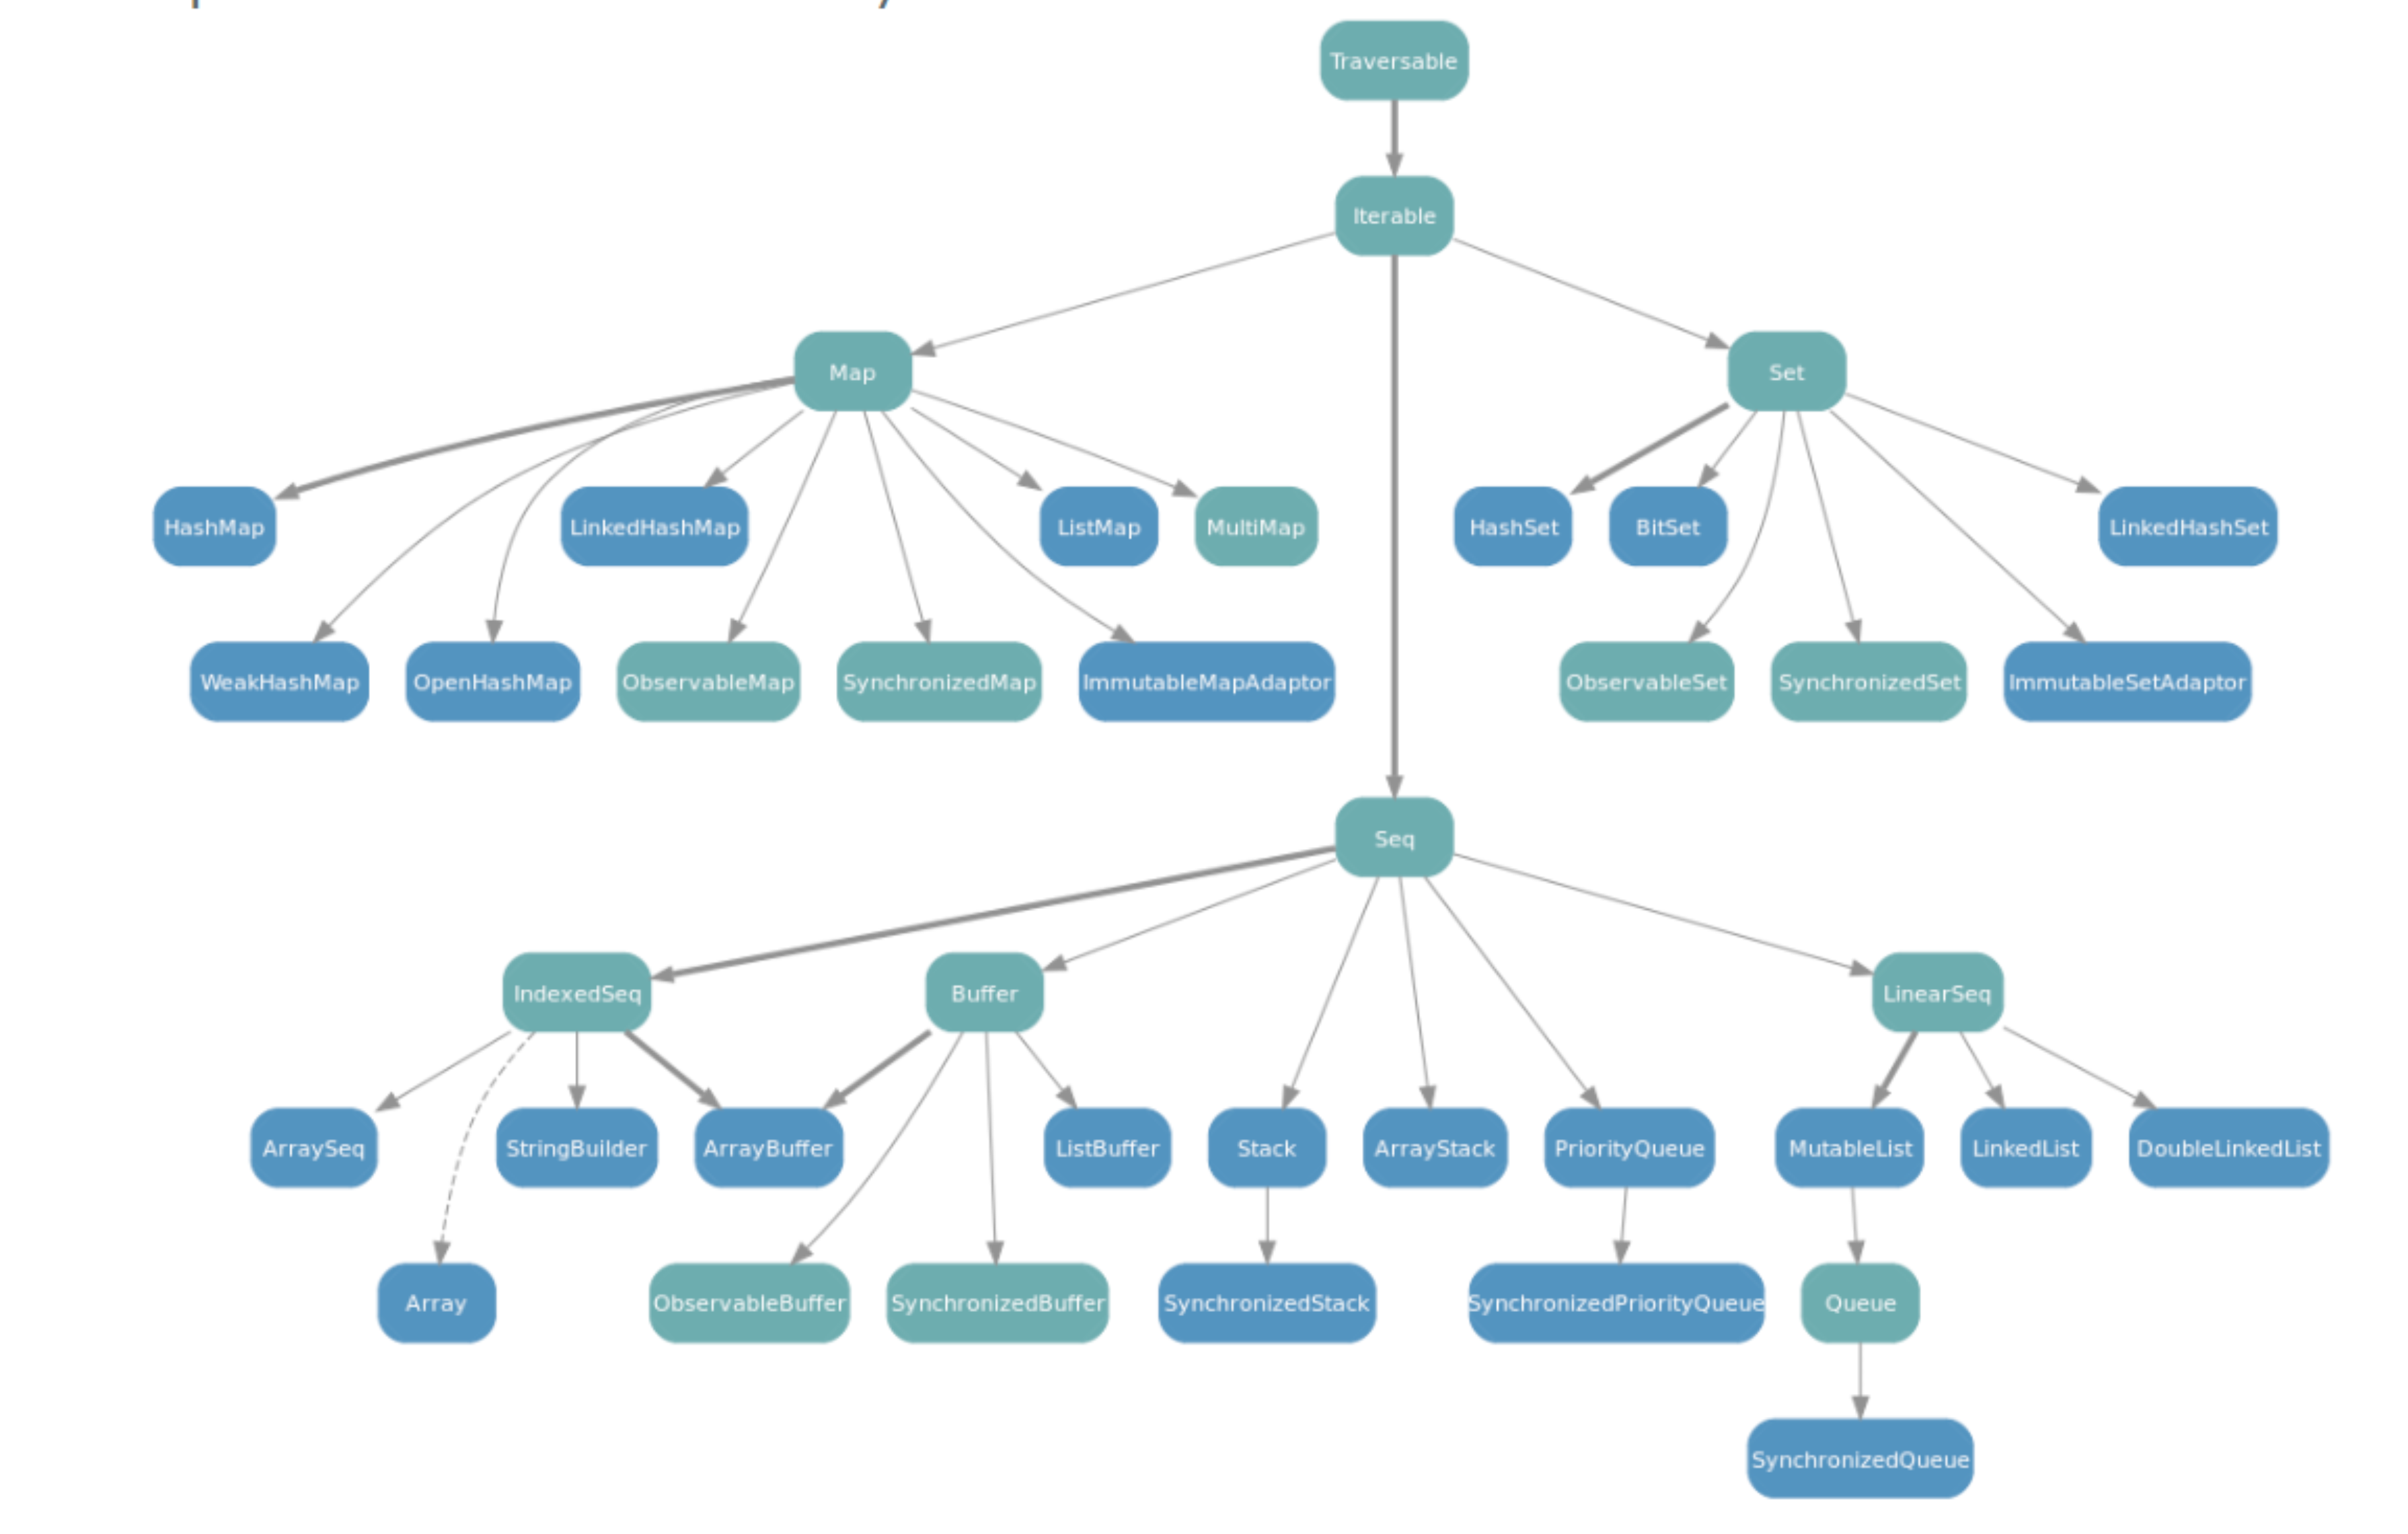 Traversable
Iterable
Map
Set
HashMap
LinkedHashMap
ListMap
MultiMap
HashSet
BitSet
LinkedHashSet
WeakHashMap
OpenHashMap
ObservableMap
SynchronizedMap
ImmutableMapAdaptor
ObservableSet
SynchronizedSet
ImmutableSetAdaptor
Seq
IndexedSeq
Buffer
LinearSeq
ArraySeq
StringBuilder
ArrayBuffer
ListBuffer
Stack
ArrayStack
PriorityQueue
MutableList
LinkedList
DoubleLinkedList
Array
ObservableBuffer
SynchronizedBuffer
SynchronizedStack
SynchronizedPriorityQueue
Queue
SynchronizedQueue